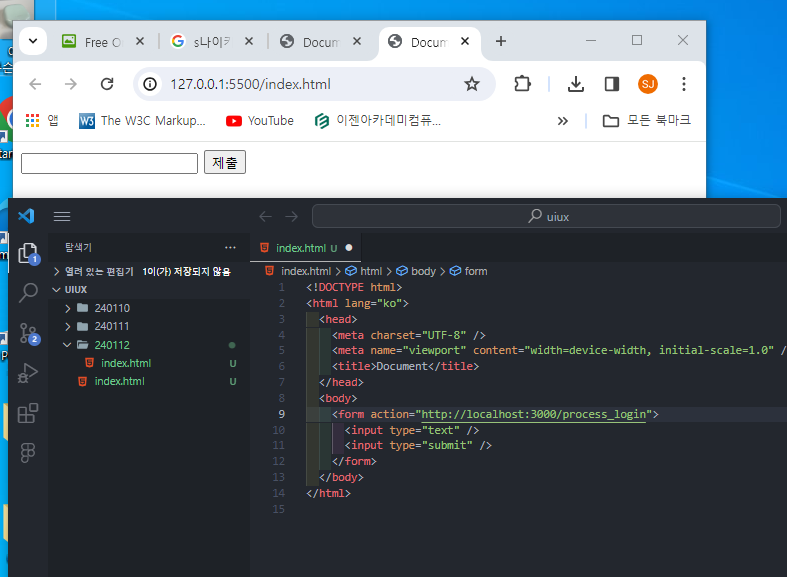 Free O
s나이키
Docum
Docum
127.0.0.1:5500/index.html
SJ
앱
The W3C Markup...
YouTube
이젠아카데미컴퓨...
모든 북마크
제출
uiux
탐색기
index.html U
열려 있는 편집기 1이(가) 저장되지 않음
index.html > html > body > form
UIUX
240110
240111
240112
index.html U
index.html U
1
2
1 <!DOCTYPE html>
2 <html lang="ko">
3 <head>
4 <meta charset="UTF-8" />
5 <meta name="viewport" content="width=device-width, initial-scale=1.0" /
6 <title>Document</title>
7 </head>
8 <body>
9 <form action="http://localhost:3000/process_login">
10 <input type="text" />
11 <input type="submit" />
12 </form>
13 </body>
14 </html>
15